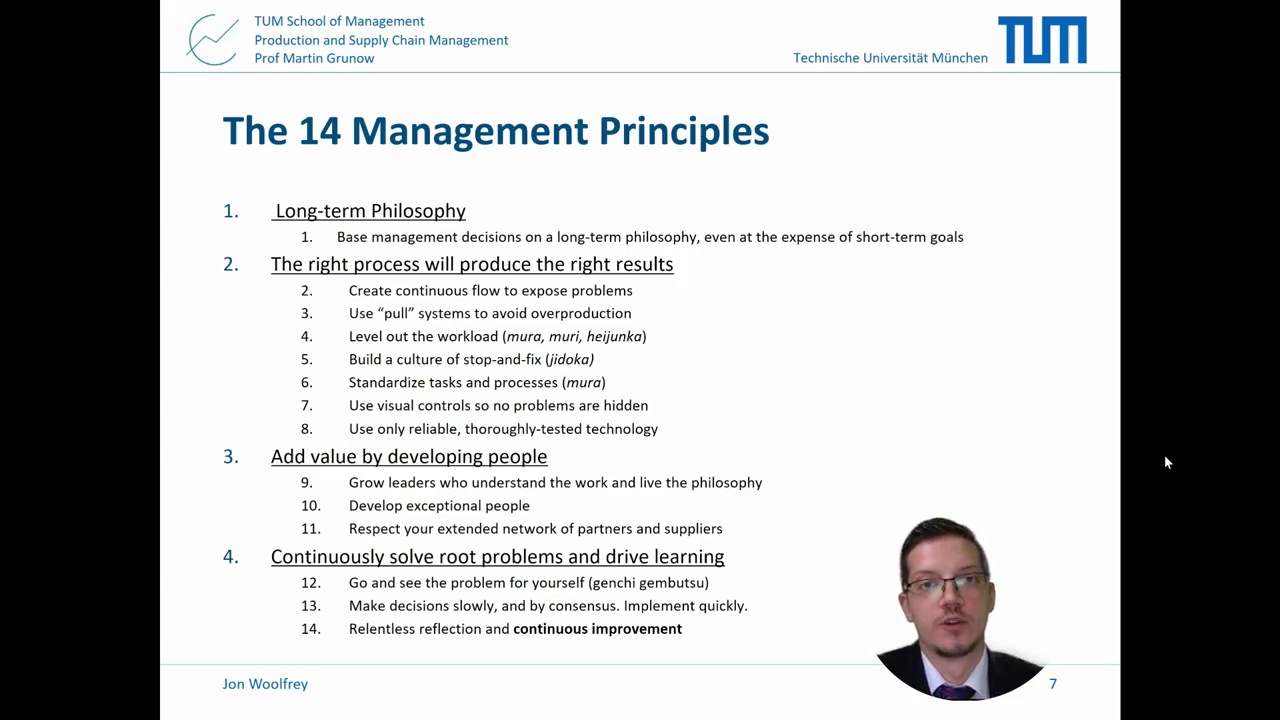 TUM School of Management
Production and Supply Chain Management
Prof Martin Grunow
Technische Universität München
TUM
The 14 Management Principles
1. Long-term Philosophy
1. Base management decisions on a long-term philosophy, even at the expense of short-term goals
2. The right process will produce the right results
2. Create continuous flow to expose problems
3. Use “pull” systems to avoid overproduction
4. Level out the workload (mura, muri, heijunka)
5. Build a culture of stop-and-fix (jidoka)
6. Standardize tasks and processes (mura)
7. Use visual controls so no problems are hidden
8. Use only reliable, thoroughly-tested technology
3. Add value by developing people
9. Grow leaders who understand the work and live the philosophy
10. Develop exceptional people
11. Respect your extended network of partners and suppliers
4. Continuously solve root problems and drive learning
12. Go and see the problem for yourself (genchi gembutsu)
13. Make decisions slowly, and by consensus. Implement quickly.
14. Relentless reflection and continuous improvement
Jon Woolfrey
7